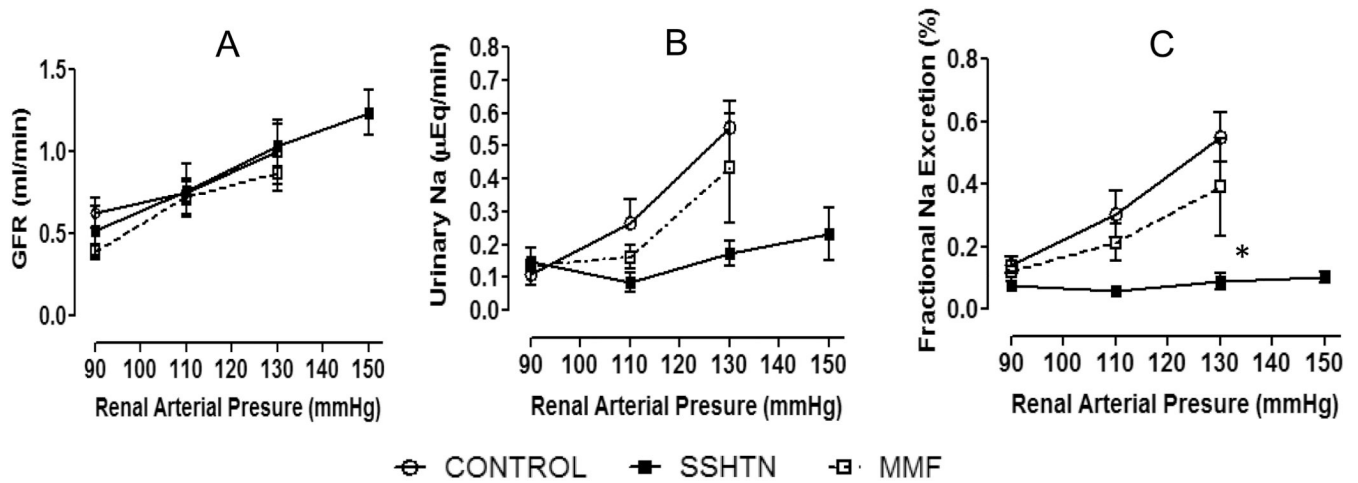 A
B
C
GFR (ml/min)
1.5
1.0
0.5
0.0
90 100 110 120 130 140 150
Renal Arterial Presure (mmHg)
Urinary Na (µEq/min)
0.8
0.7
0.6
0.5
0.4
0.3
0.2
0.1
0.0
90 100 110 120 130 140 150
Renal Arterial Presure (mmHg)
Fractional Na Excretion (%)
0.8
0.6
0.4
0.2
0.0
*
90 100 110 120 130 140 150
Renal Arterial Presure (mmHg)
CONTROL SSHTN MMF